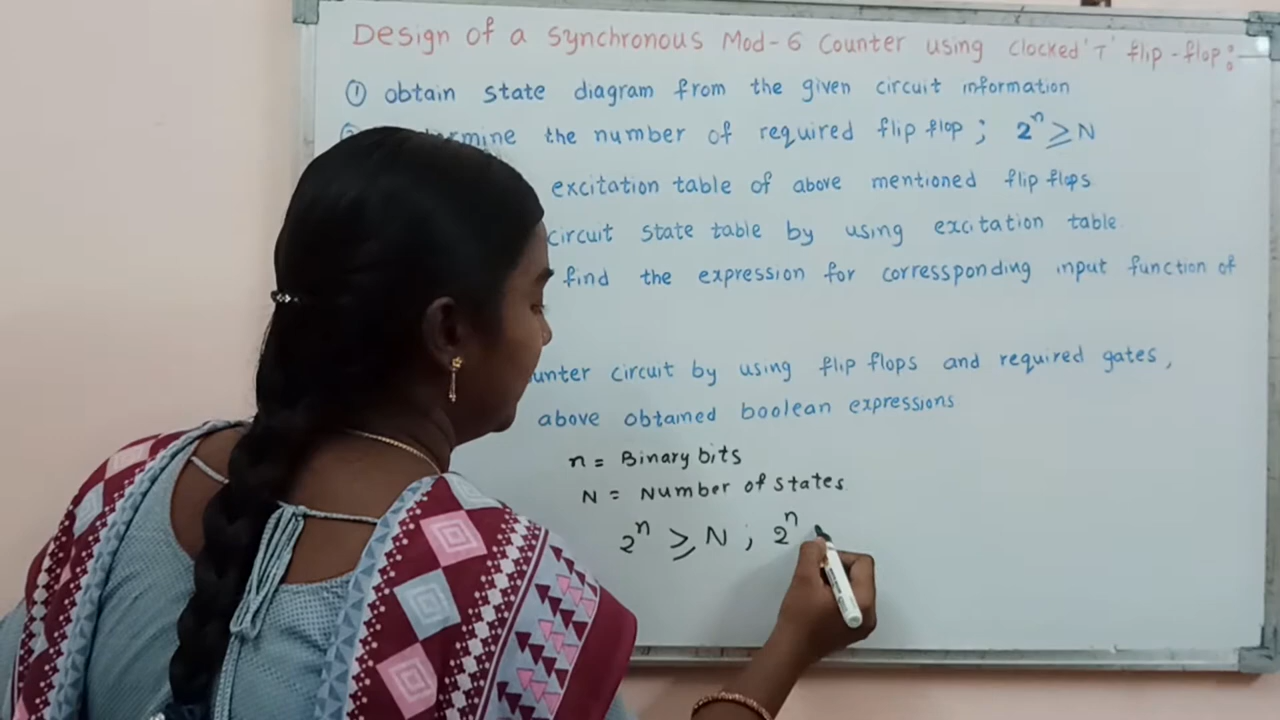 Design of a Synchronous Mod-6 Counter using clocked 'T' flip-flop:-
① obtain state diagram from the given circuit information
the number of required flip flop ; 2ⁿ ≥ N
excitation table of above mentioned flip flops
circuit state table by using excitation table.
find the expression for corressponding input function of
circuit by using flip flops and required gates,
above obtained boolean expressions
n = Binary bits
N = Number of states
2ⁿ ≥ N ; 2ⁿ